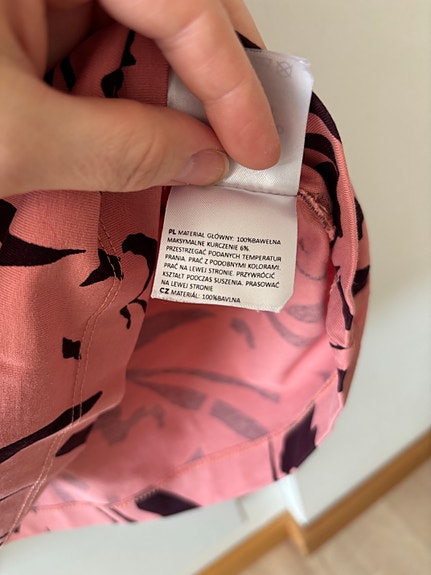 PL MATERIAŁ GŁÓWNY: 100%BAWEŁNA
MAKSYMALNE KURCZENIE 6%.
PRZESTRZEGAĆ PODANYCH TEMPERATUR
PRANIA. PRAĆ Z PODOBNYMI KOLORAMI.
PRAĆ NA LEWEJ STRONIE. PRZYWRÓCIĆ
KSZTAŁT PODCZAS SUSZENIA. PRASOWAĆ
NA LEWEJ STRONIE
CZ MATERIÁL: 100%BAVLNA